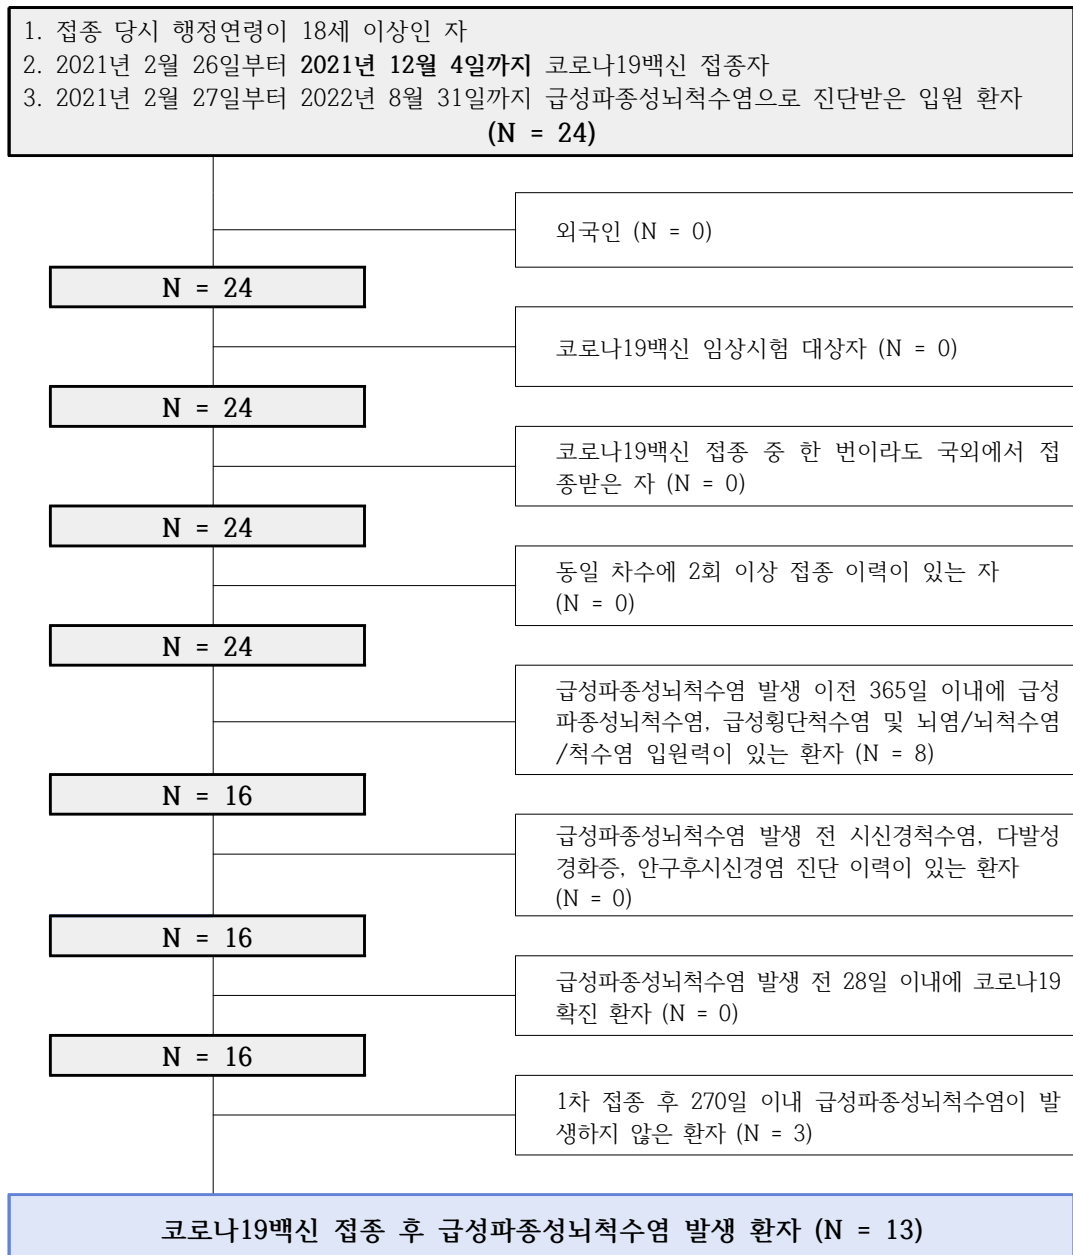 1. 접종 당시 행정연령이 18세 이상인 자
2. 2021년 2월 26일부터 2021년 12월 4일까지 코로나19백신 접종자
3. 2021년 2월 27일부터 2022년 8월 31일까지 급성파종성뇌척수염으로 진단받은 입원 환자
(N = 24)
외국인 (N = 0)
N = 24
코로나19백신 임상시험 대상자 (N = 0)
N = 24
코로나19백신 접종 중 한 번이라도 국외에서 접
종받은 자 (N = 0)
N = 24
동일 차수에 2회 이상 접종 이력이 있는 자
(N = 0)
N = 24
급성파종성뇌척수염 발생 이전 365일 이내에 급성
파종성뇌척수염, 급성횡단척수염 및 뇌염/뇌척수염
/척수염 입원력이 있는 환자 (N = 8)
N = 16
급성파종성뇌척수염 발생 전 시신경척수염, 다발성
경화증, 안구후시신경염 진단 이력이 있는 환자
(N = 0)
N = 16
급성파종성뇌척수염 발생 전 28일 이내에 코로나19
확진 환자 (N = 0)
N = 16
1차 접종 후 270일 이내 급성파종성뇌척수염이 발
생하지 않은 환자 (N = 3)
코로나19백신 접종 후 급성파종성뇌척수염 발생 환자 (N = 13)